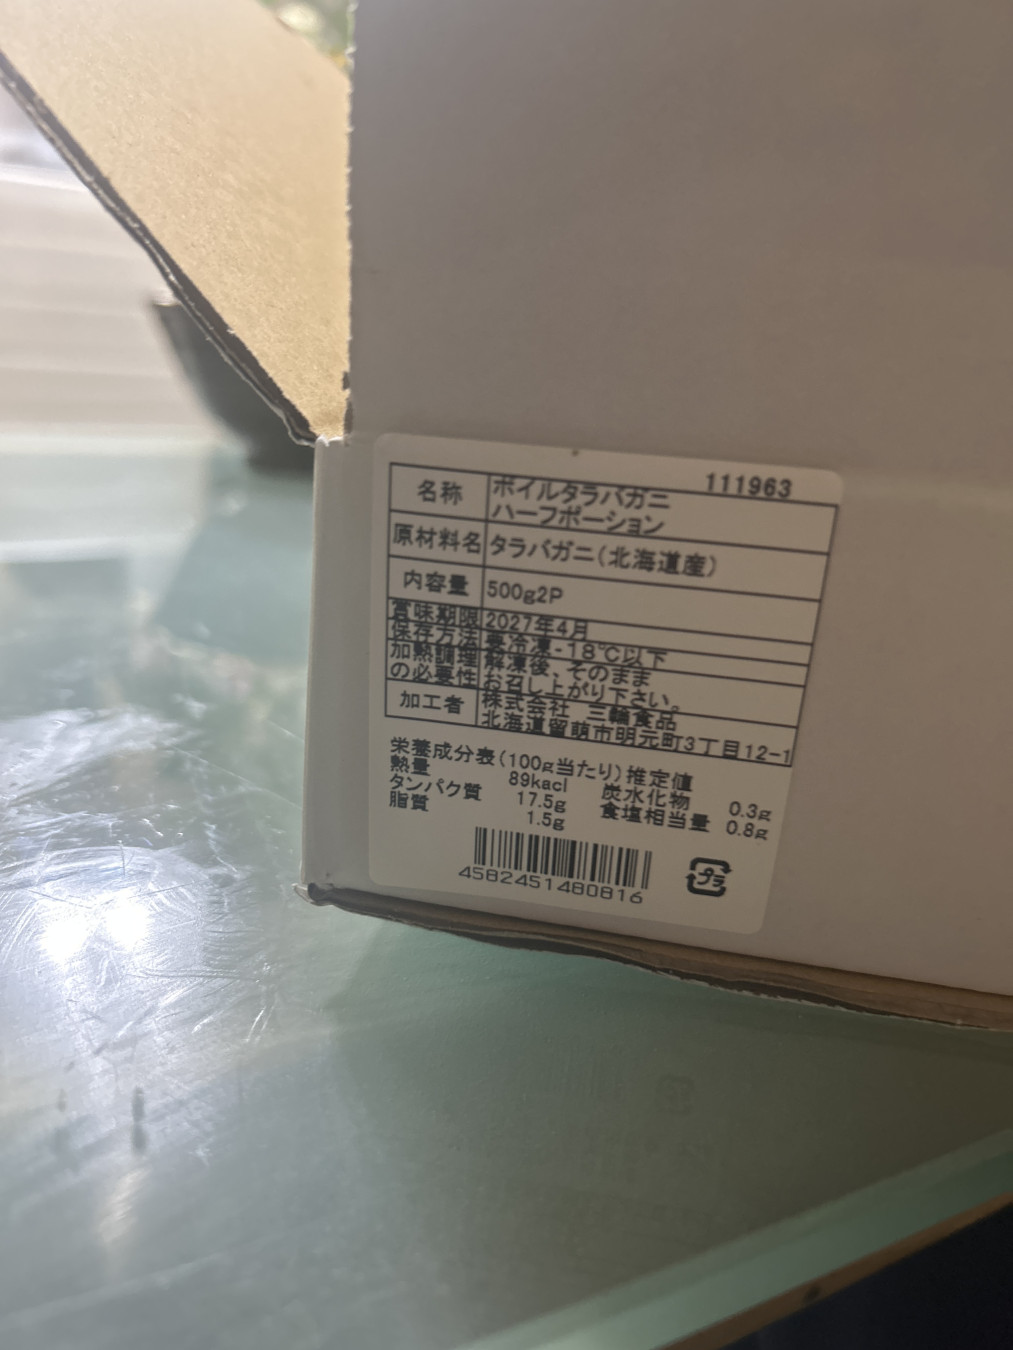 111963
名称 ボイルタラバガニ
ハーフポーション
原材料名 タラバガニ(北海道産)
内容量 500g2P
賞味期限 2027年4月
保存方法 要冷凍-18℃以下
加熱調理 解凍後、そのまま
の必要性 お召し上がり下さい。
加工者 株式会社 三輪食品
北海道留萌市明元町3丁目12-1
栄養成分表(100g当たり)推定値
熱量 89kacl 炭水化物 0.3g
タンパク質 17.5g 食塩相当量 0.8g
脂質 1.5g
4582451480816
プラ